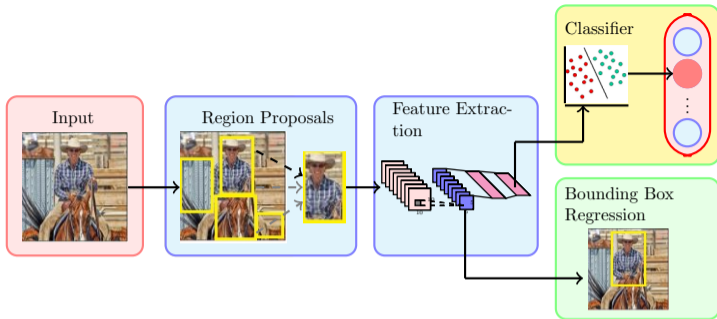 Input
Region Proposals
Feature Extrac-
tion
Classifier
Bounding Box
Regression